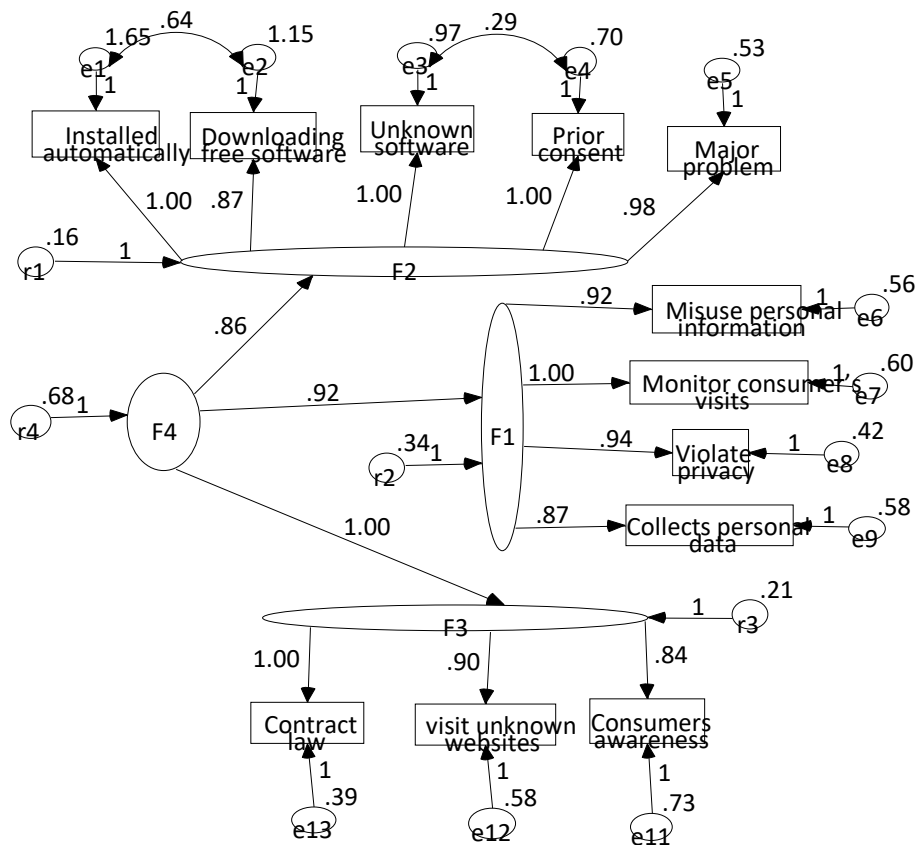 .64
1.65
1.15
.97
.29
.70
.53
e1
e2
e3
e4
e5
1
1
1
1
1
Installed
automatically
Downloading
free software
Unknown
software
Prior
consent
Major
problem
1.00
.87
1.00
1.00
.98
.16
r1
1
F2
.86
.92
Misuse personal
information
1
.56
e6
.68
r4
1
F4
.92
F1
1.00
Monitor consumer's
visits
1
.60
e7
.34
r2
1
.94
Violate
privacy
1
.42
e8
.87
Collects personal
data
1
.58
e9
1.00
F3
1
.21
r3
1.00
.90
.84
Contract
law
visit unknown
websites
Consumers
awareness
1
1
1
.39
.58
.73
e13
e12
e11